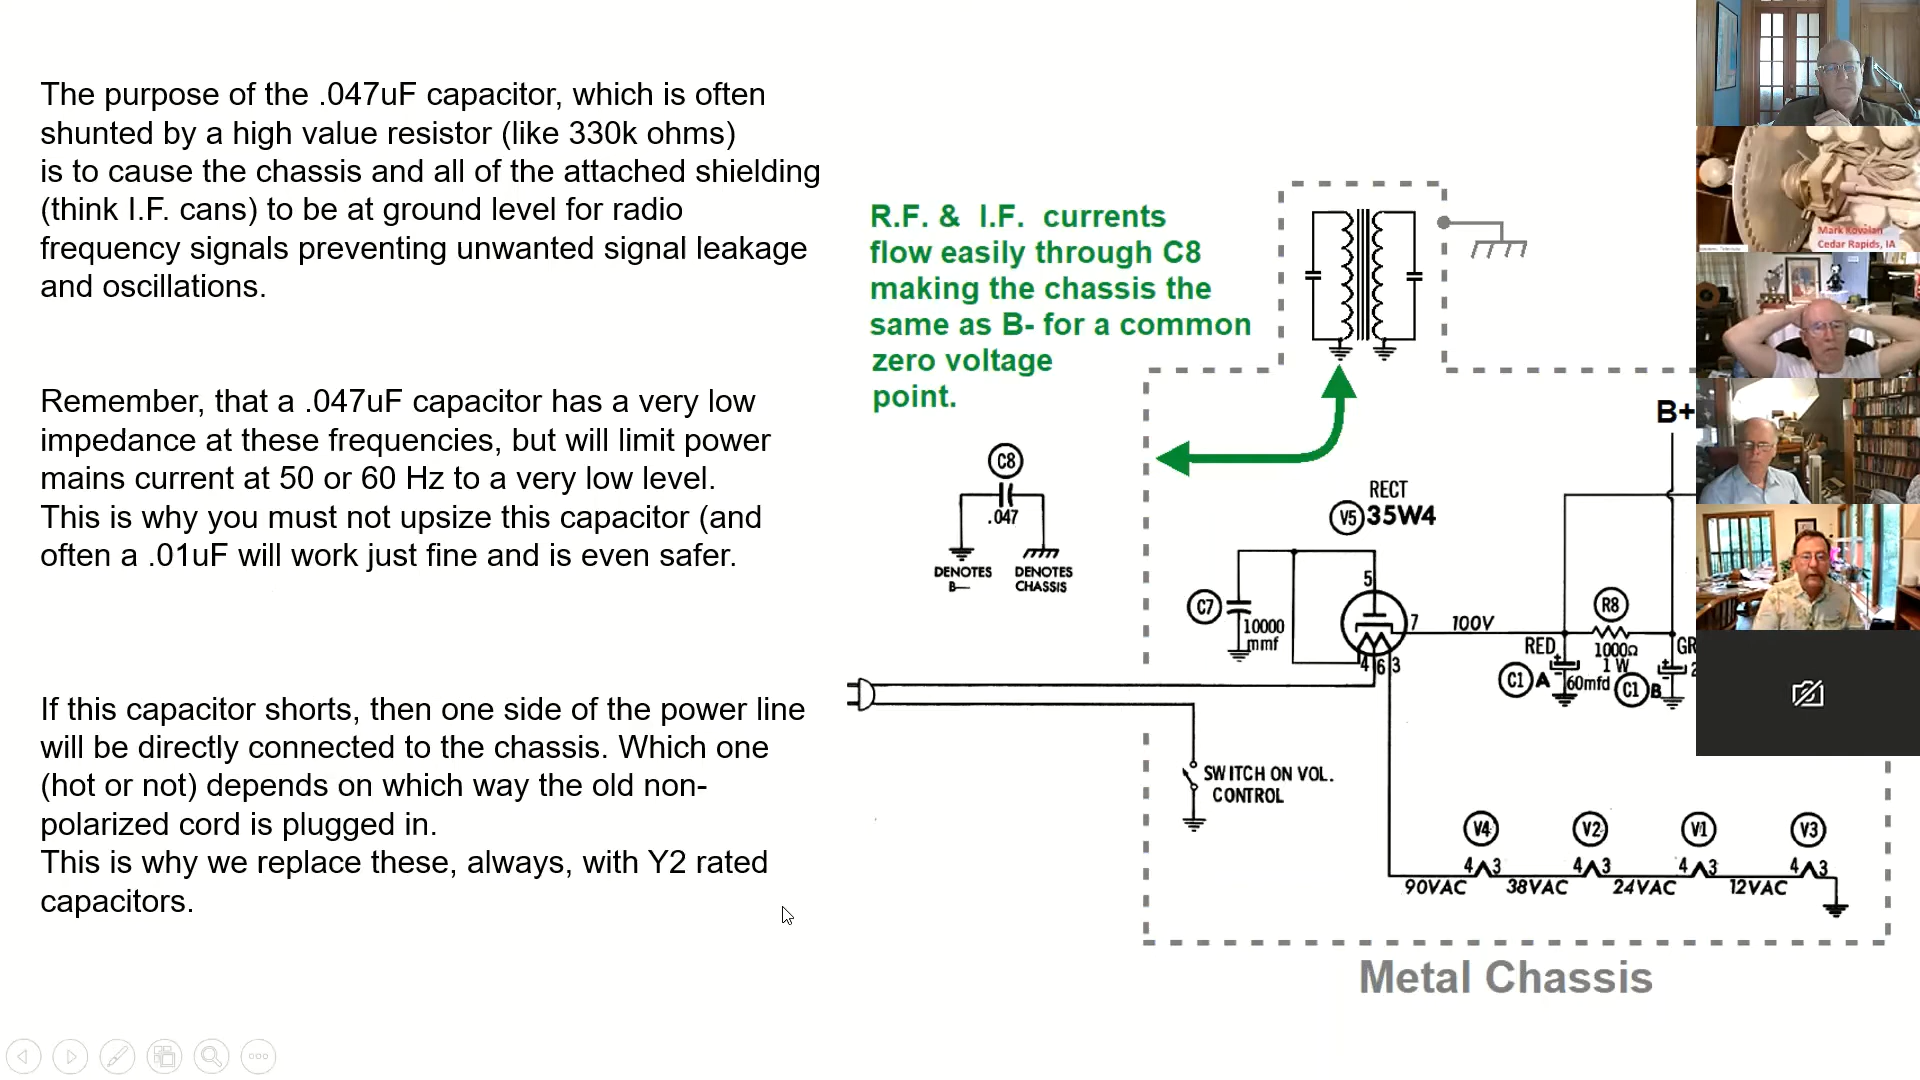 The purpose of the .047uF capacitor, which is often
shunted by a high value resistor (like 330k ohms)
is to cause the chassis and all of the attached shielding
(think I.F. cans) to be at ground level for radio
frequency signals preventing unwanted signal leakage
and oscillations.
Remember, that a .047uF capacitor has a very low
impedance at these frequencies, but will limit power
mains current at 50 or 60 Hz to a very low level.
This is why you must not upsize this capacitor (and
often a .01uF will work just fine and is even safer.
If this capacitor shorts, then one side of the power line
will be directly connected to the chassis. Which one
(hot or not) depends on which way the old non-
polarized cord is plugged in.
This is why we replace these, always, with Y2 rated
capacitors.
R.F. & I.F. currents
flow easily through C8
making the chassis the
same as B- for a common
zero voltage
point.
C8
.047
DENOTES
B—
DENOTES
CHASSIS
B+
RECT
V5 35W4
5
7
4 6 3
100V
C7
10000
mmf
R8
1000Ω
1 W
RED
C1 A
60mfd
C1 B
GR
2
SWITCH ON VOL.
CONTROL
V4
V2
V1
V3
4 3
4 3
4 3
4 3
90VAC
38VAC
24VAC
12VAC
Metal Chassis
Mark Kovalan
Cedar Rapids, IA